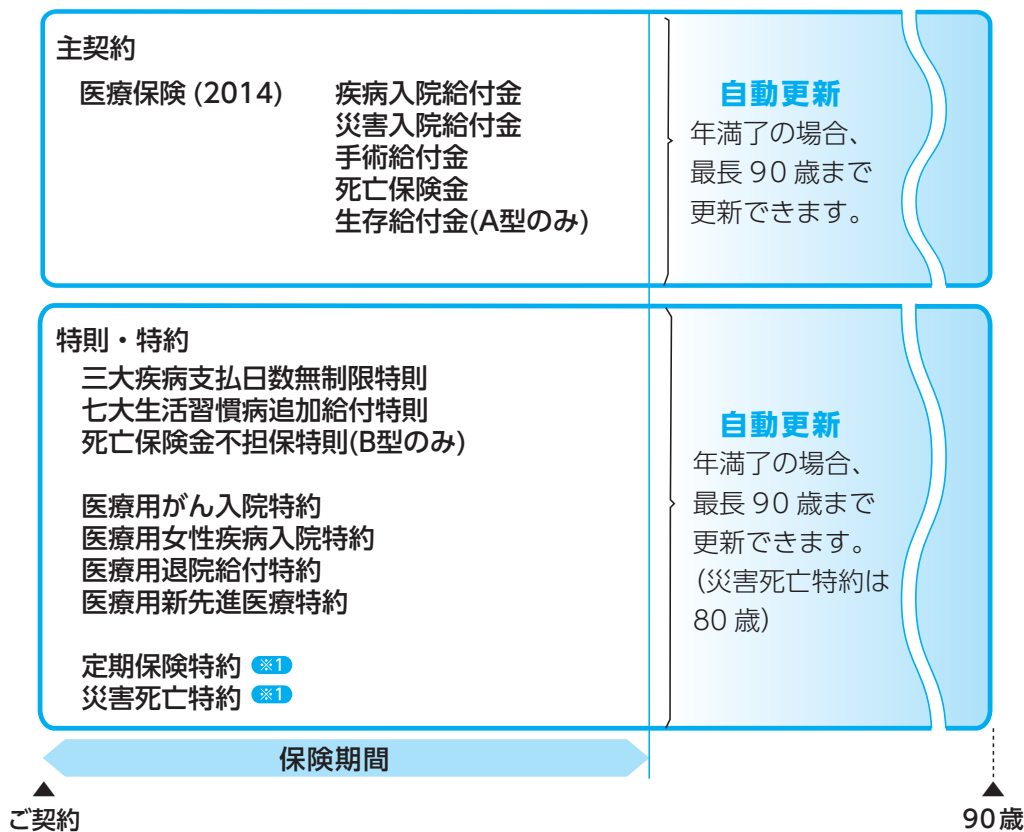 主契約
医療保険 (2014)
疾病入院給付金
災害入院給付金
手術給付金
死亡保険金
生存給付金(A型のみ)
自動更新
年満了の場合、
最長 90 歳まで
更新できます。
特則・特約
三大疾病支払日数無制限特則
七大生活習慣病追加給付特則
死亡保険金不担保特則(B型のみ)
医療用がん入院特約
医療用女性疾病入院特約
医療用退院給付特約
医療用新先進医療特約
定期保険特約 ※1
災害死亡特約 ※1
自動更新
年満了の場合、
最長 90 歳まで
更新できます。
(災害死亡特約は
80 歳)
保険期間
ご契約
90歳